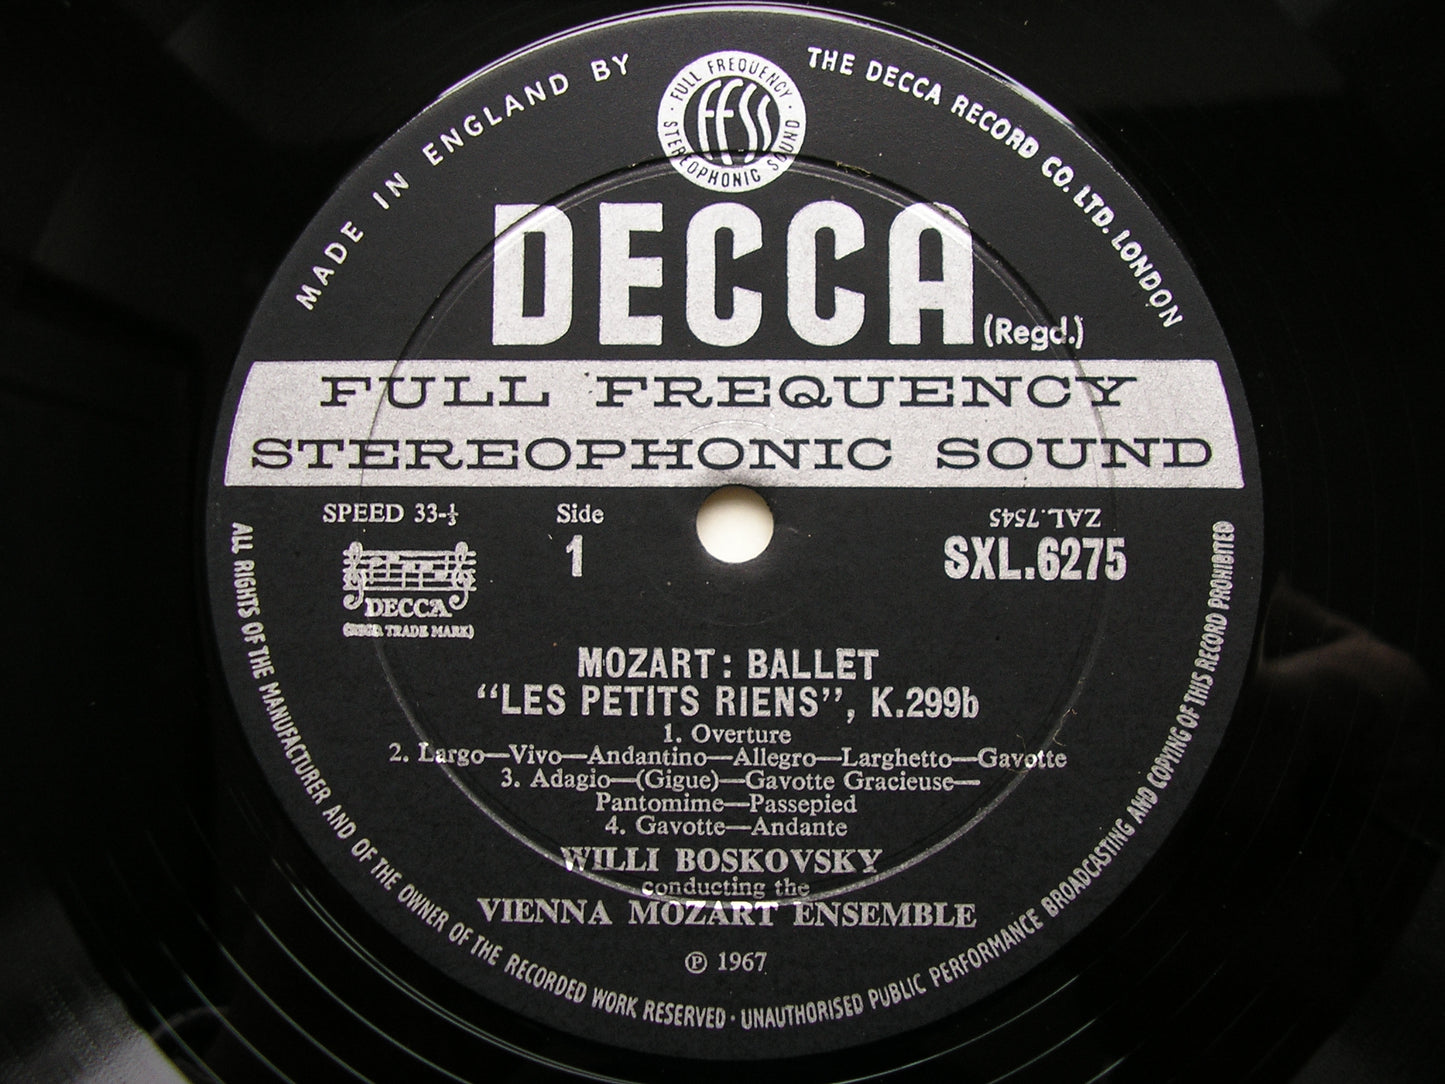 MADE IN ENGLAND BY
THE DECCA RECORD CO. LTD. LONDON
· FULL FREQUENCY ·
STEREOPHONIC SOUND
FFSS
DECCA
(Regd.)
FULL FREQUENCY
STEREOPHONIC SOUND
SPEED 33-⅓
Side
1
ZAL.7545
SXL.6275
DECCA
(REGD. TRADE MARK)
MOZART : BALLET
“LES PETITS RIENS”, K.299b
1. Overture
2. Largo—Vivo—Andantino—Allegro—Larghetto—Gavotte
3. Adagio—(Gigue)—Gavotte Gracieuse—
Pantomime—Passepied
4. Gavotte—Andante
WILLI BOSKOVSKY
conducting the
VIENNA MOZART ENSEMBLE
℗ 1967
ALL RIGHTS OF THE MANUFACTURER AND OF THE OWNER OF THE RECORDED WORK RESERVED · UNAUTHORISED PUBLIC PERFORMANCE BROADCASTING AND COPYING OF THIS RECORD PROHIBITED